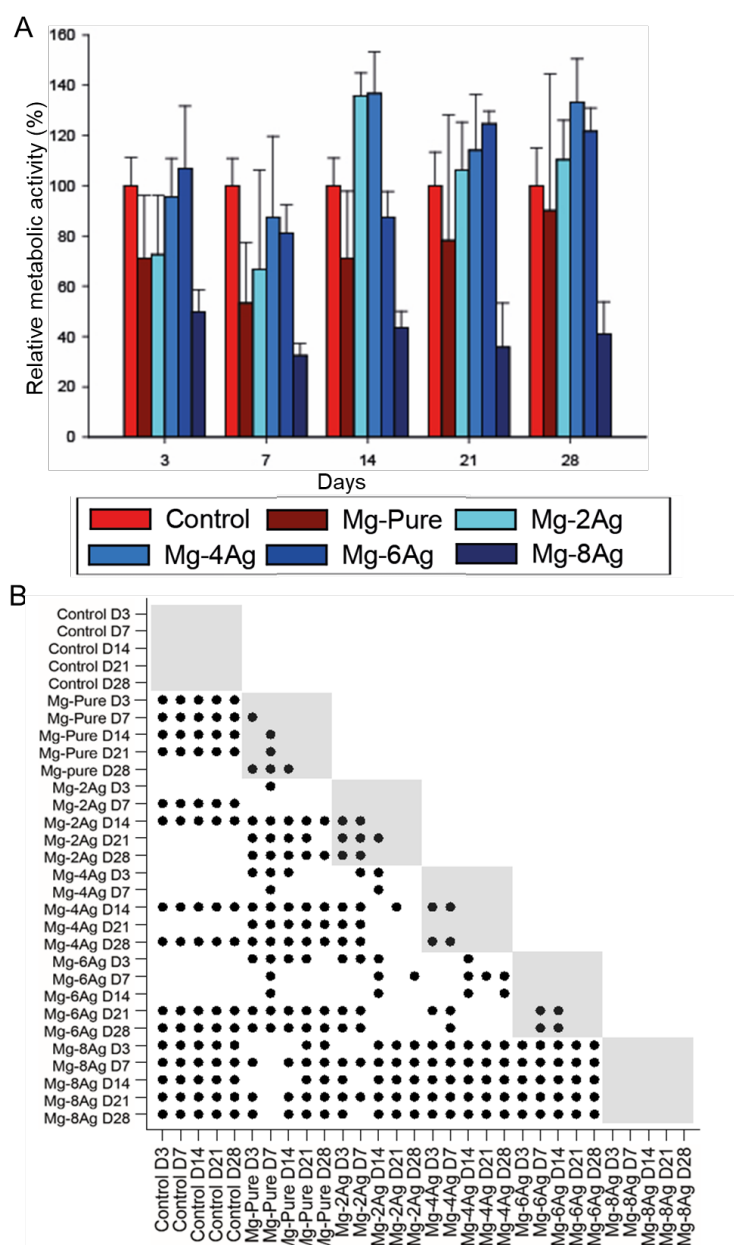 A
Relative metabolic activity (%)
160
140
120
100
80
60
40
20
0
3 7 14 21 28
Days
Control Mg-Pure Mg-2Ag
Mg-4Ag Mg-6Ag Mg-8Ag
B
Control D3
Control D7
Control D14
Control D21
Control D28
Mg-Pure D3
Mg-Pure D7
Mg-Pure D14
Mg-Pure D21
Mg-pure D28
Mg-2Ag D3
Mg-2Ag D7
Mg-2Ag D14
Mg-2Ag D21
Mg-2Ag D28
Mg-4Ag D3
Mg-4Ag D7
Mg-4Ag D14
Mg-4Ag D21
Mg-4Ag D28
Mg-6Ag D3
Mg-6Ag D7
Mg-6Ag D14
Mg-6Ag D21
Mg-6Ag D28
Mg-8Ag D3
Mg-8Ag D7
Mg-8Ag D14
Mg-8Ag D21
Mg-8Ag D28
Control D3
Control D7
Control D14
Control D21
Control D28
Mg-Pure D3
Mg-Pure D7
Mg-Pure D14
Mg-Pure D21
Mg-Pure D28
Mg-2Ag D3
Mg-2Ag D7
Mg-2Ag D14
Mg-2Ag D21
Mg-2Ag D28
Mg-4Ag D3
Mg-4Ag D7
Mg-4Ag D14
Mg-4Ag D21
Mg-4Ag D28
Mg-6Ag D3
Mg-6Ag D7
Mg-6Ag D14
Mg-6Ag D21
Mg-6Ag D28
Mg-8Ag D3
Mg-8Ag D7
Mg-8Ag D14
Mg-8Ag D21
Mg-8Ag D28